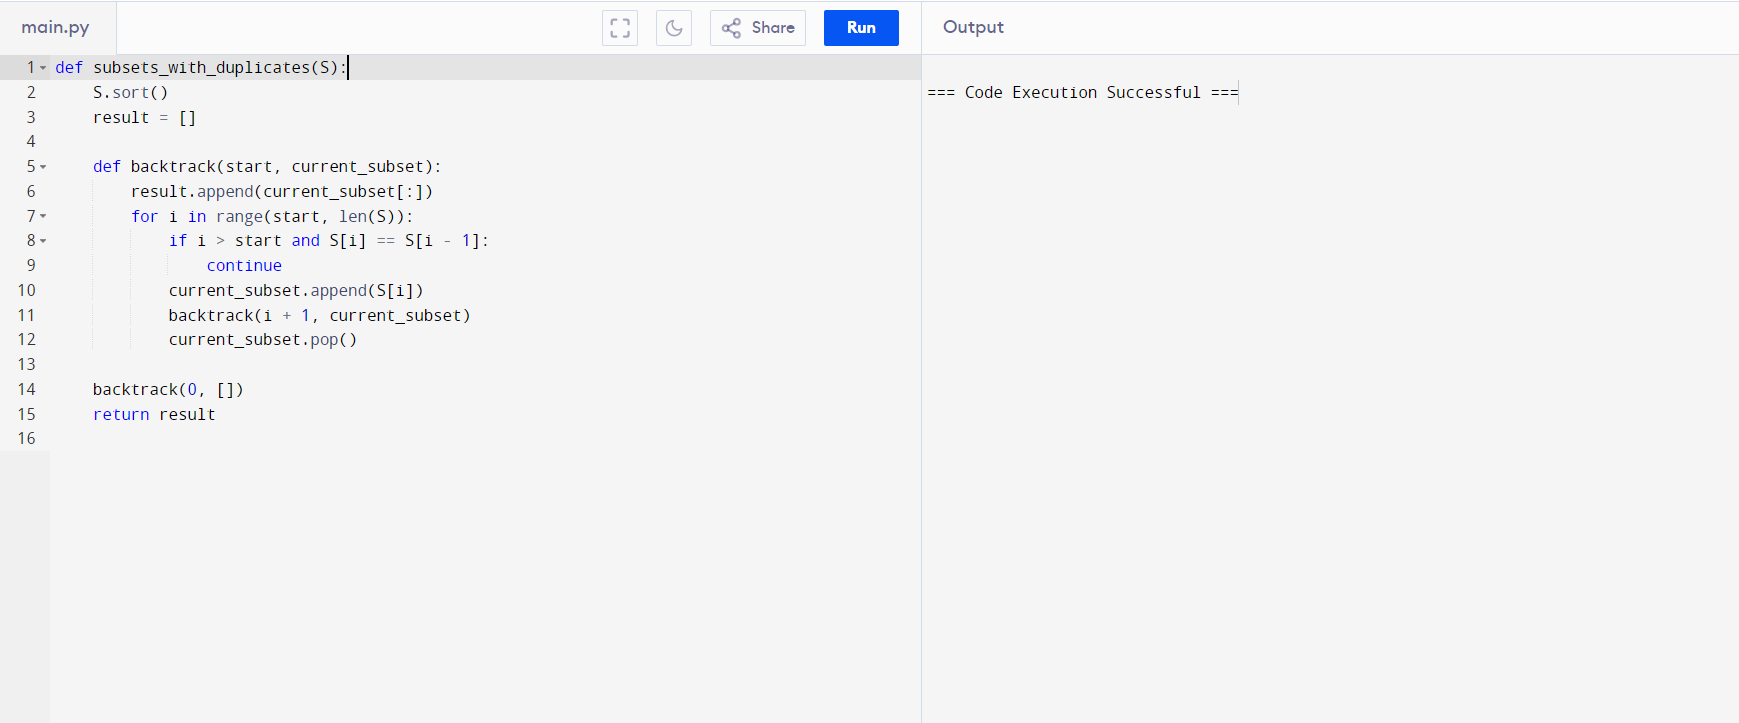 main.py
Share
Run
Output
1 def subsets_with_duplicates(S):
2     S.sort()
3     result = []
4
5     def backtrack(start, current_subset):
6         result.append(current_subset[:])
7         for i in range(start, len(S)):
8             if i > start and S[i] == S[i - 1]:
9                 continue
10             current_subset.append(S[i])
11             backtrack(i + 1, current_subset)
12             current_subset.pop()
13
14     backtrack(0, [])
15     return result
16
=== Code Execution Successful ===